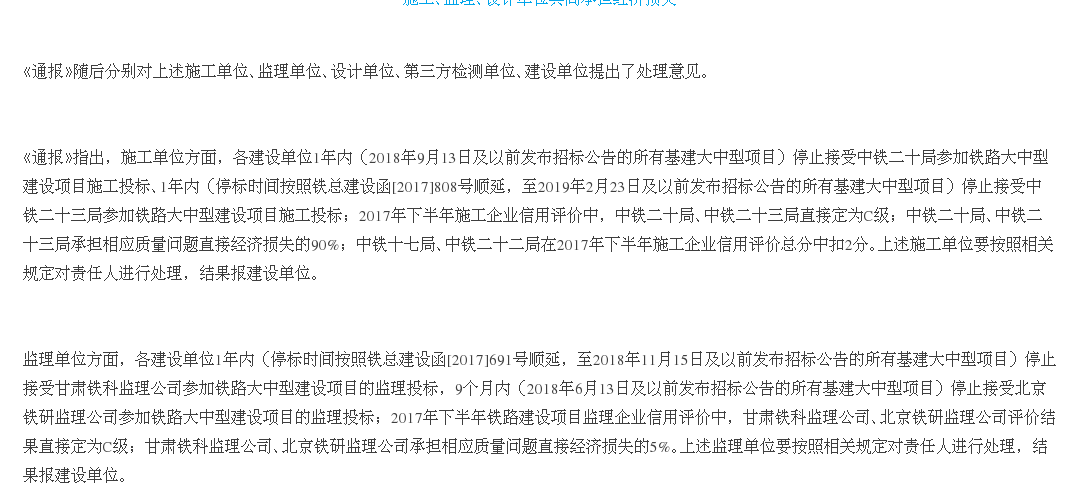 施工、监理、设计单位共同承担经济损失
《通报》随后分别对上述施工单位、监理单位、设计单位、第三方检测单位、建设单位提出了处理意见。
《通报》指出，施工单位方面，各建设单位1年内（2018年9月13日及以前发布招标公告的所有基建大中型项目）停止接受中铁二十局参加铁路大中型
建设项目施工投标、1年内（停标时间按照铁总建设函[2017]808号顺延，至2019年2月23日及以前发布招标公告的所有基建大中型项目）停止接受中
铁二十三局参加铁路大中型建设项目施工投标；2017年下半年施工企业信用评价中，中铁二十局、中铁二十三局直接定为C级；中铁二十局、中铁二
十三局承担相应质量问题直接经济损失的90%；中铁十七局、中铁二十二局在2017年下半年施工企业信用评价总分中扣2分。上述施工单位要按照相关
规定对责任人进行处理，结果报建设单位。
监理单位方面，各建设单位1年内（停标时间按照铁总建设函[2017]691号顺延，至2018年11月15日及以前发布招标公告的所有基建大中型项目）停止
接受甘肃铁科监理公司参加铁路大中型建设项目的监理投标，9个月内（2018年6月13日及以前发布招标公告的所有基建大中型项目）停止接受北京
铁研监理公司参加铁路大中型建设项目的监理投标；2017年下半年铁路建设项目监理企业信用评价中，甘肃铁科监理公司、北京铁研监理公司评价结
果直接定为C级；甘肃铁科监理公司、北京铁研监理公司承担相应质量问题直接经济损失的5%。上述监理单位要按照相关规定对责任人进行处理，结
果报建设单位。